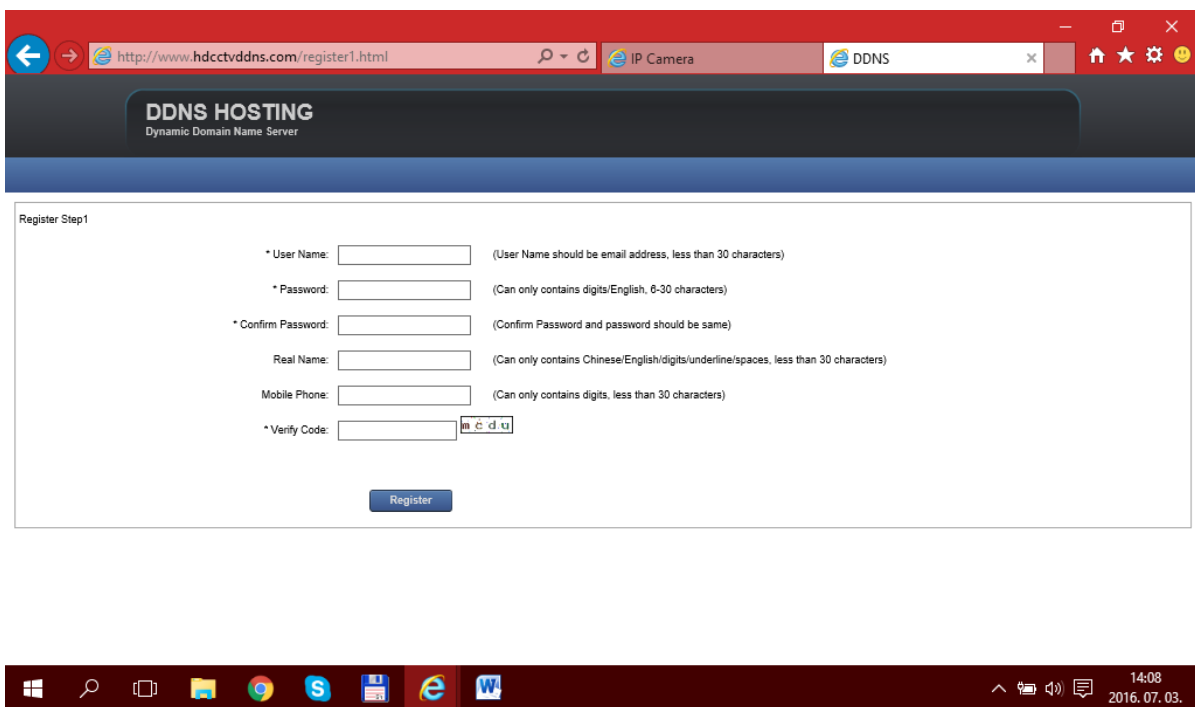 http://www.hdcctvddns.com/register1.html
IP Camera
DDNS
DDNS HOSTING
Dynamic Domain Name Server
Register Step1
* User Name: (User Name should be email address, less than 30 characters)
* Password: (Can only contains digits/English, 6-30 characters)
* Confirm Password: (Confirm Password and password should be same)
Real Name: (Can only contains Chinese/English/digits/underline/spaces, less than 30 characters)
Mobile Phone: (Can only contains digits, less than 30 characters)
* Verify Code: m c d u
Register
14:08
2016. 07. 03.